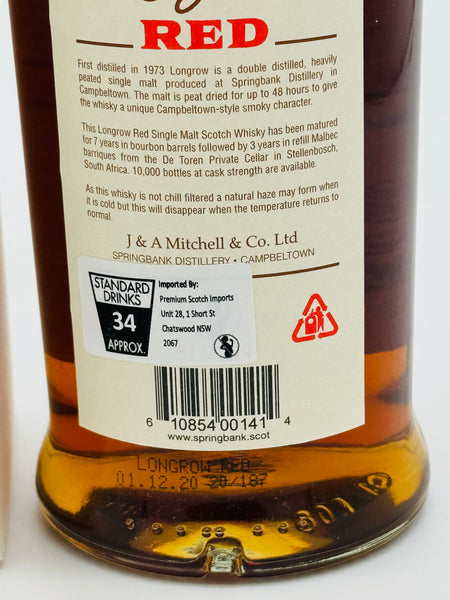 RED
First distilled in 1973 Longrow is a double distilled, heavily
peated single malt produced at Springbank Distillery in
Campbeltown. The malt is peat dried for up to 48 hours to give
the whisky a unique Campbeltown-style smoky character.
This Longrow Red Single Malt Scotch Whisky has been matured
for 7 years in bourbon barrels followed by 3 years in refill Malbec
barriques from the De Toren Private Cellar in Stellenbosch,
South Africa. 10,000 bottles at cask strength are available.
As this whisky is not chill filtered a natural haze may form when
it is cold but this will disappear when the temperature returns to
normal.
J & A Mitchell & Co. Ltd
SPRINGBANK DISTILLERY • CAMPBELTOWN
STANDARD
DRINKS
34
APPROX.
Imported By:
Premium Scotch Imports
Unit 28, 1 Short St
Chatswood NSW
2067
6 10854 00141 4
www.springbank.scot
LONGROW RED
01.12.20 20/187